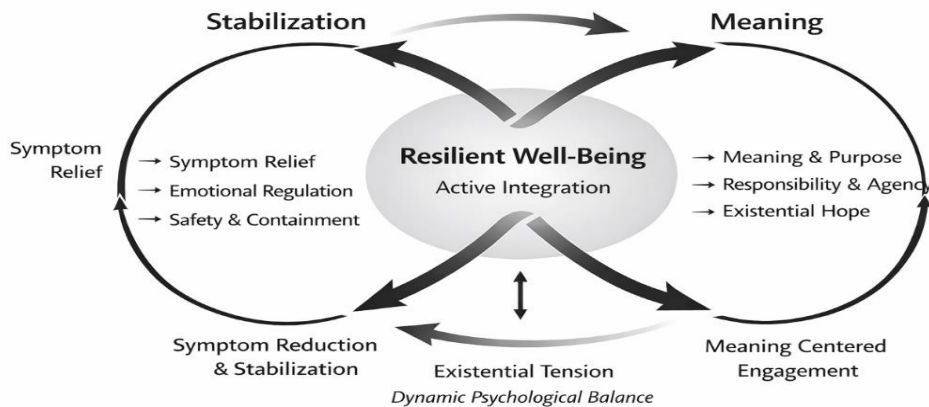 Stabilization
Meaning
Symptom
Relief
→ Symptom Relief
→ Emotional Regulation
→ Safety & Containment
Resilient Well-Being
Active Integration
→ Meaning & Purpose
→ Responsibility & Agency
→ Existential Hope
Symptom Reduction
& Stabilization
Existential Tension
Dynamic Psychological Balance
Meaning Centered
Engagement